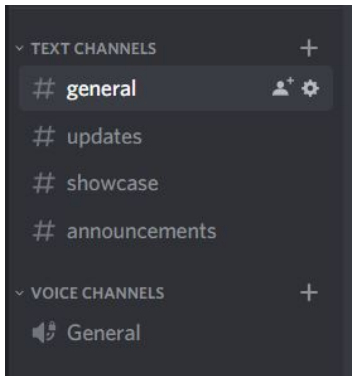 TEXT CHANNELS
# general
# updates
# showcase
# announcements
VOICE CHANNELS
General